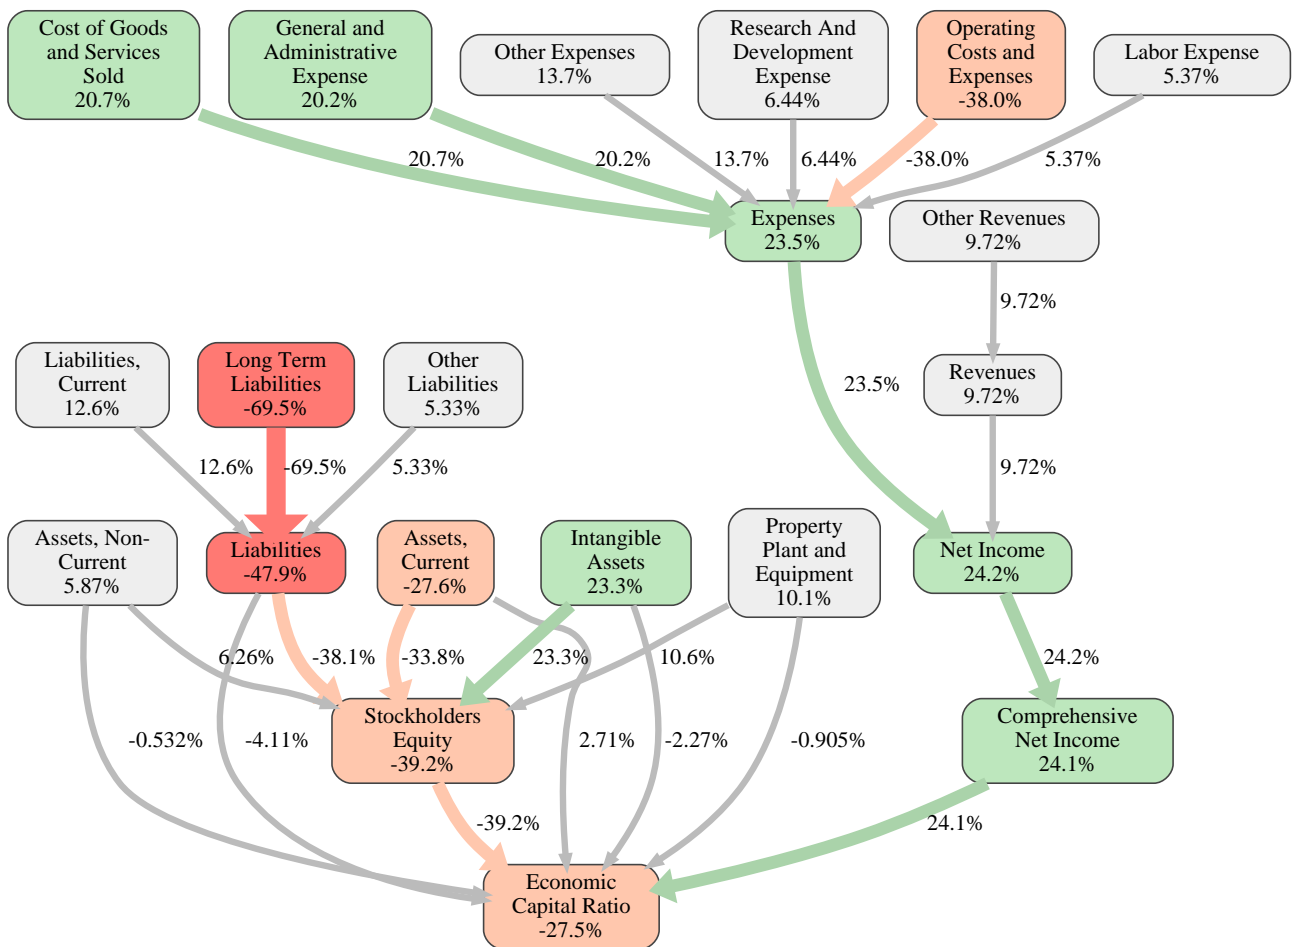 Cost of Goods
and Services
Sold
20.7%
General and
Administrative
Expense
20.2%
Other Expenses
13.7%
Research And
Development
Expense
6.44%
Operating
Costs and
Expenses
-38.0%
Labor Expense
5.37%
20.7%
20.2%
13.7%
6.44%
-38.0%
5.37%
Expenses
23.5%
Other Revenues
9.72%
9.72%
Liabilities,
Current
12.6%
Long Term
Liabilities
-69.5%
Other
Liabilities
5.33%
23.5%
Revenues
9.72%
12.6%
-69.5%
5.33%
9.72%
Assets, Non-
Current
5.87%
Liabilities
-47.9%
Assets,
Current
-27.6%
Intangible
Assets
23.3%
Property
Plant and
Equipment
10.1%
Net Income
24.2%
6.26%
-38.1%
-33.8%
23.3%
10.6%
24.2%
Stockholders
Equity
-39.2%
Comprehensive
Net Income
24.1%
-0.532%
-4.11%
2.71%
-2.27%
-0.905%
-39.2%
24.1%
Economic
Capital Ratio
-27.5%